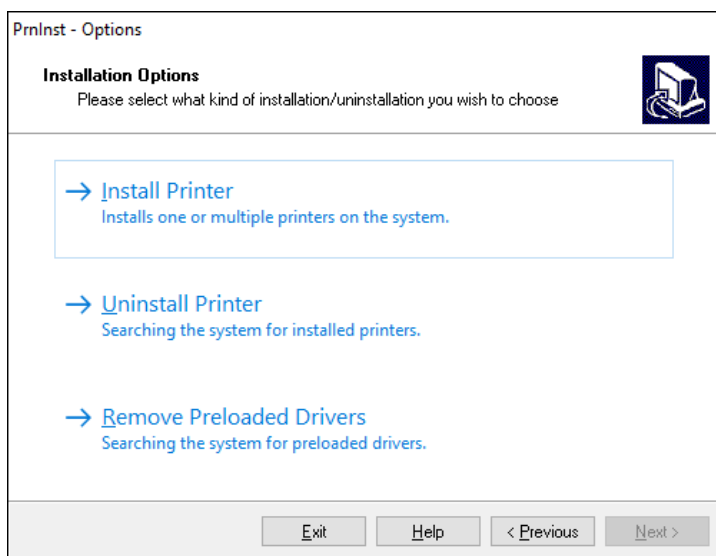 PrnInst - Options
Installation Options
Please select what kind of installation/uninstallation you wish to choose
Install Printer
Installs one or multiple printers on the system.
Uninstall Printer
Searching the system for installed printers.
Remove Preloaded Drivers
Searching the system for preloaded drivers.
Exit Help < Previous Next >